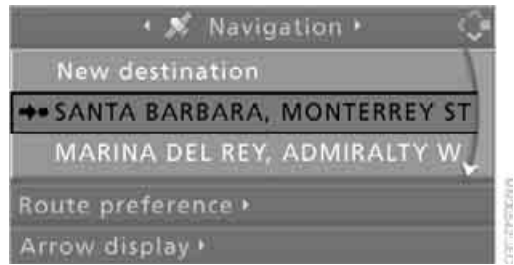 Navigation
New destination
SANTA BARBARA, MONTERREY ST
MARINA DEL REY, ADMIRALTY W
Route preference
Arrow display